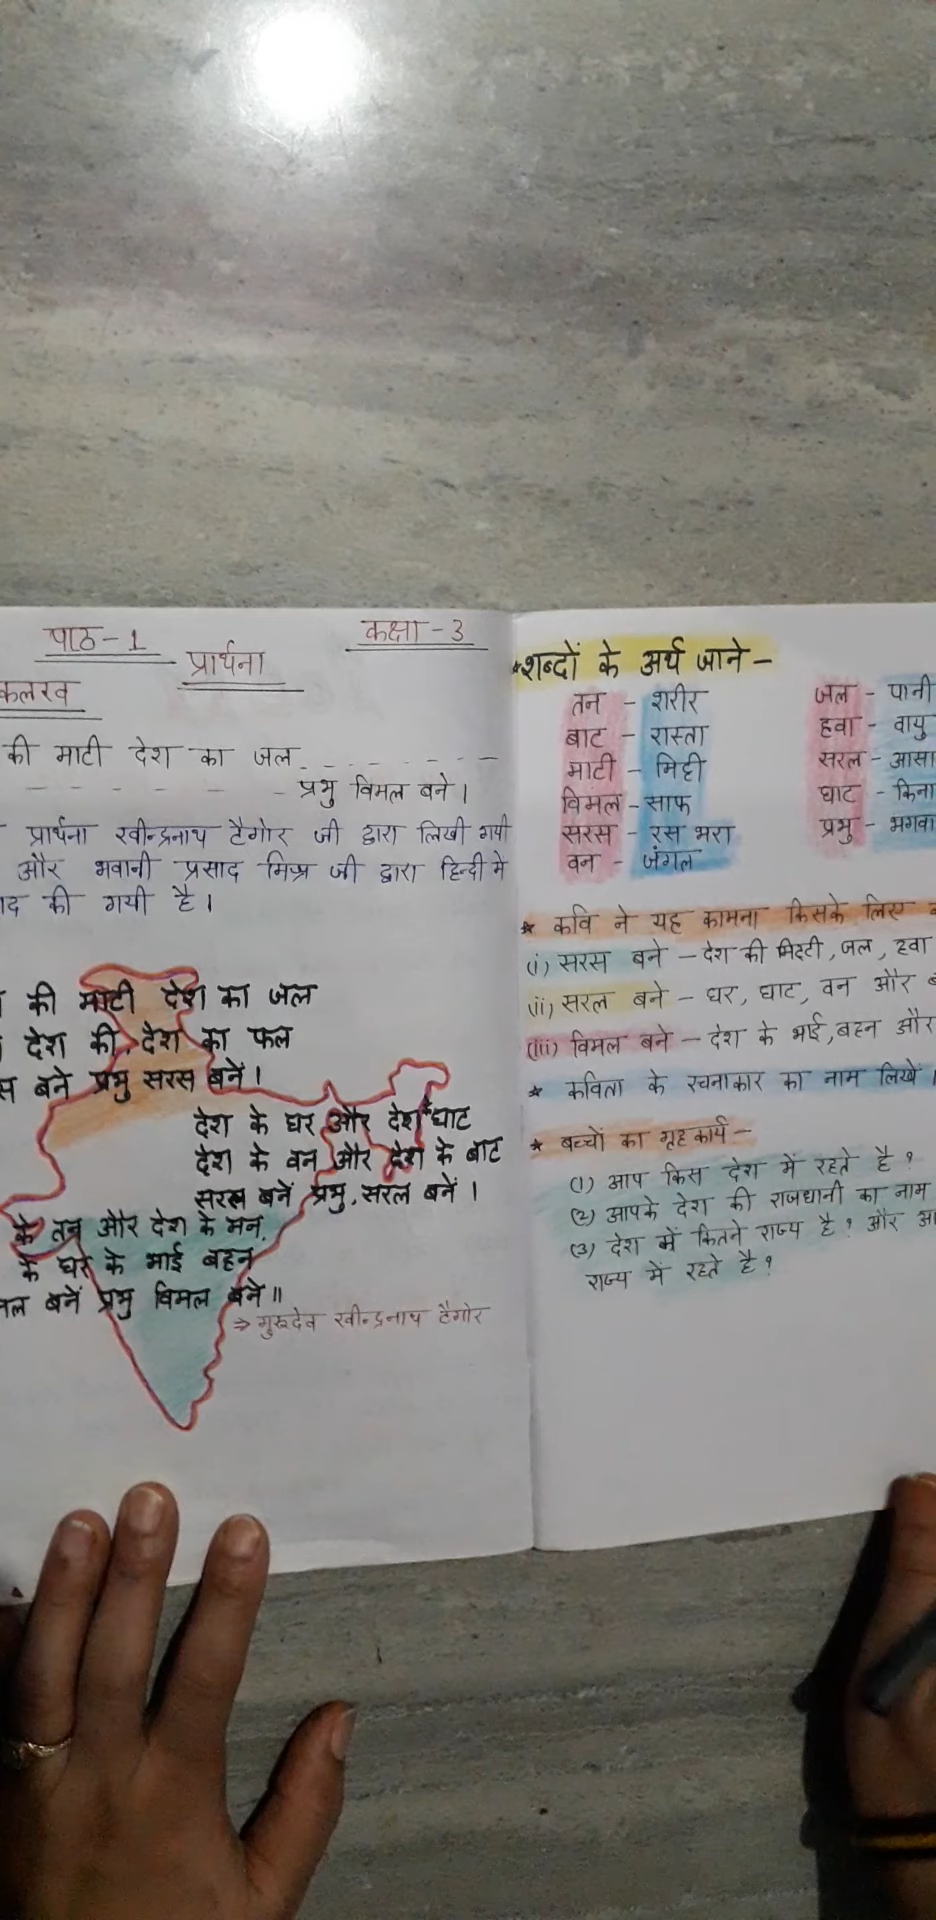 पाठ-1
कक्षा-3
प्रार्थना
कलरव
की माटी देश का जल
प्रभु विमल बने।
प्रार्थना रवीन्द्रनाथ टैगोर जी द्वारा लिखी गयी
और भवानी प्रसाद मिश्र जी द्वारा हिन्दी मे
की गयी है।
की माटी देश का जल
देश की, देश का फल
बने प्रभु सरस बनें।
देश के घर और देश के घाट
देश के वन और देश के बाट
सरल बनें प्रभु, सरल बनें।
के तन और देश के मन,
के घर के भाई बहन
बनें प्रभु विमल बनें॥
⇒ गुरुदेव रवीन्द्रनाथ टैगोर
*शब्दों के अर्थ जाने-
तन - शरीर
बाट - रास्ता
माटी - मिट्टी
विमल - साफ
सरस - रस भरा
वन - जंगल
जल - पानी
हवा - वायु
सरल -
घाट -
प्रभु -
* कवि ने यह कामना किसके लिए
(i) सरस बने - देश की मिट्टी, जल, हवा
(ii) सरल बने - घर, घाट, वन और
(iii) विमल बने - देश के भाई, बहन और
* कविता के रचनाकार का नाम लिखें।
* बच्चों का गृहकार्य -
(1) आप किस देश में रहते है?
(2) आपके देश की राजधानी का नाम
(3) देश में कितने राज्य है? और
राज्य में रहते है?